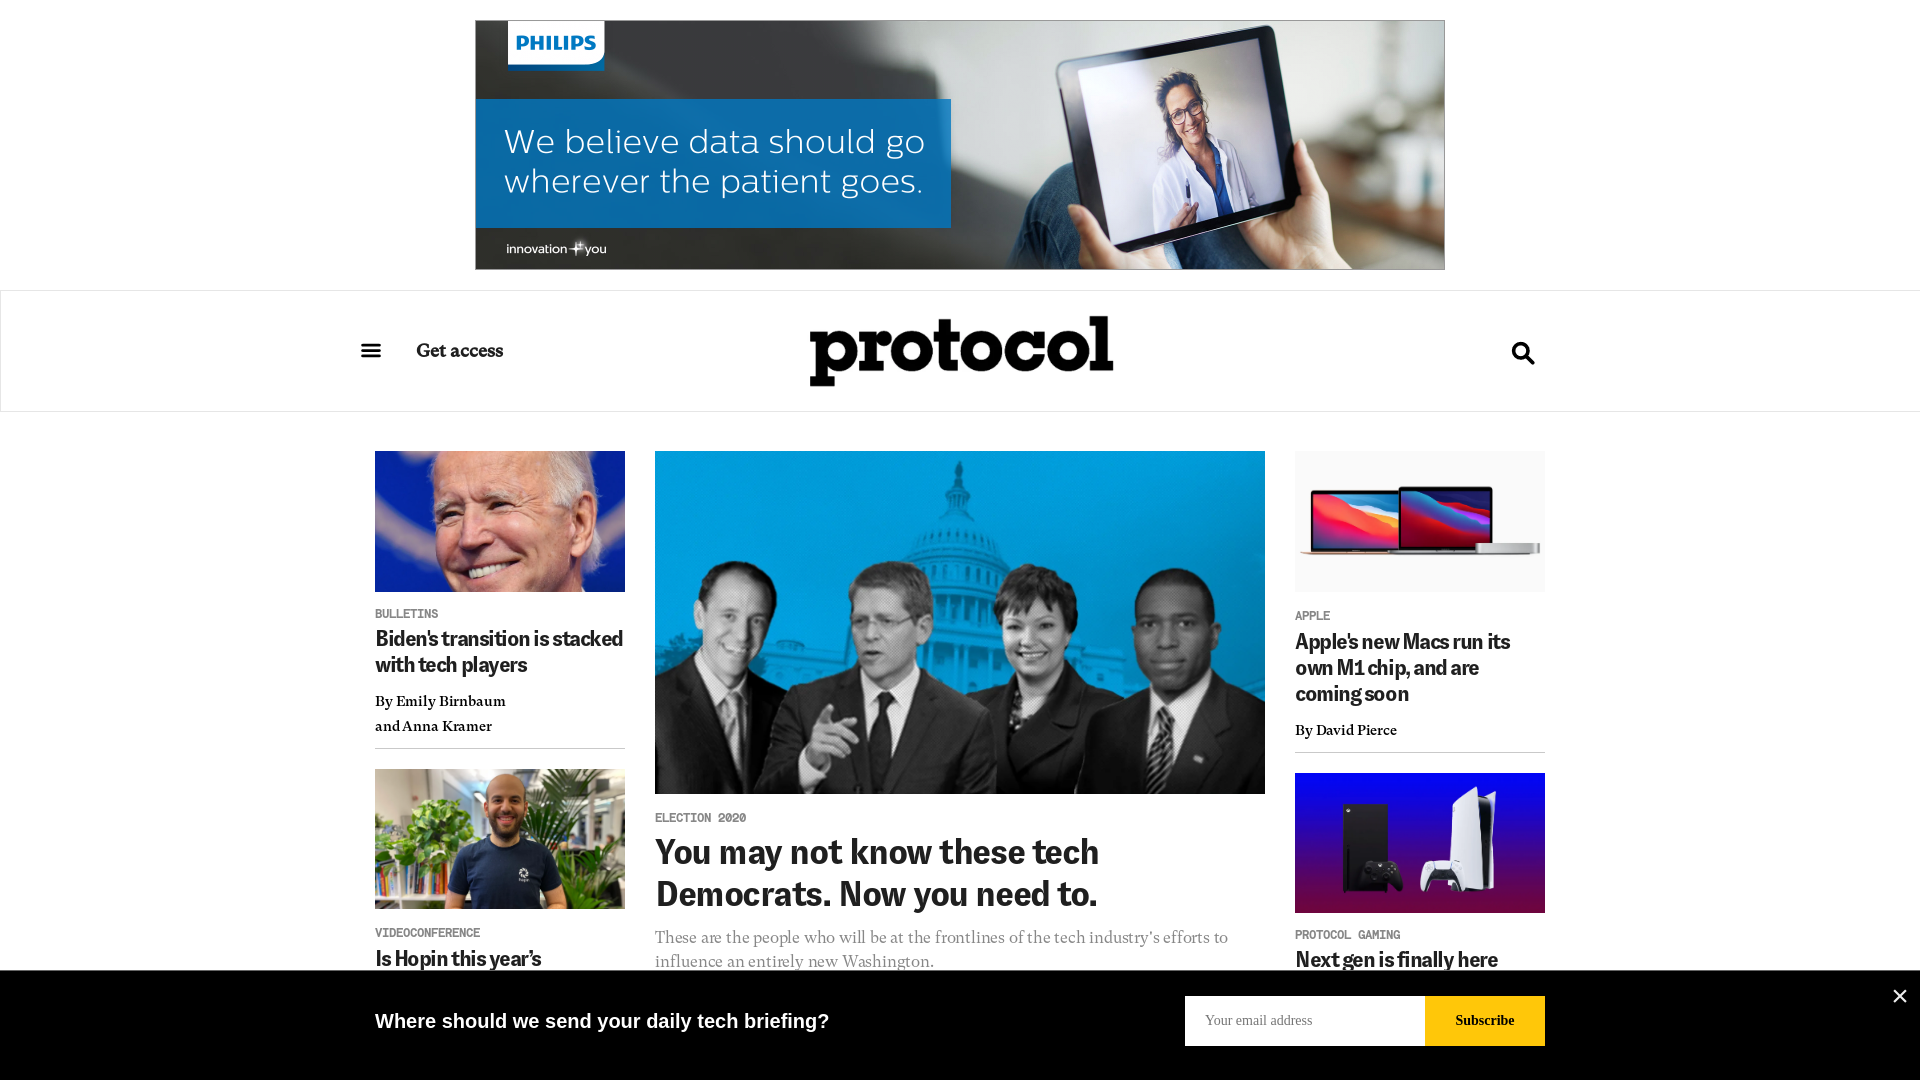 PHILIPS
We believe data should go
wherever the patient goes.
innovation+you
Get access
protocol
BULLETINS
Biden's transition is stacked
with tech players
By Emily Birnbaum
and Anna Kramer
VIDEOCONFERENCE
Is Hopin this year’s
ELECTION 2020
You may not know these tech
Democrats. Now you need to.
These are the people who will be at the frontlines of the tech industry's efforts to
influence an entirely new Washington.
APPLE
Apple's new Macs run its
own M1 chip, and are
coming soon
By David Pierce
PROTOCOL GAMING
Next gen is finally here
Where should we send your daily tech briefing?
Your email address
Subscribe